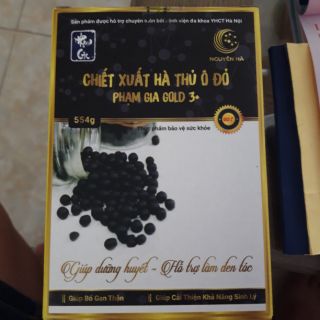 Sản phẩm được hỗ trợ chuyên môn bởi: Bệnh viện đa khoa YHCT Hà Nội
NGUYÊN HÀ
CHIẾT XUẤT HÀ THỦ Ô ĐỎ
PHẠM GIA GOLD 3+
554g
Thực phẩm bảo vệ sức khỏe
Giúp dưỡng huyết - Hỗ trợ làm đen tóc
Giúp Bổ Gan Thận
Giúp Cải Thiện Khả Năng Sinh Lý